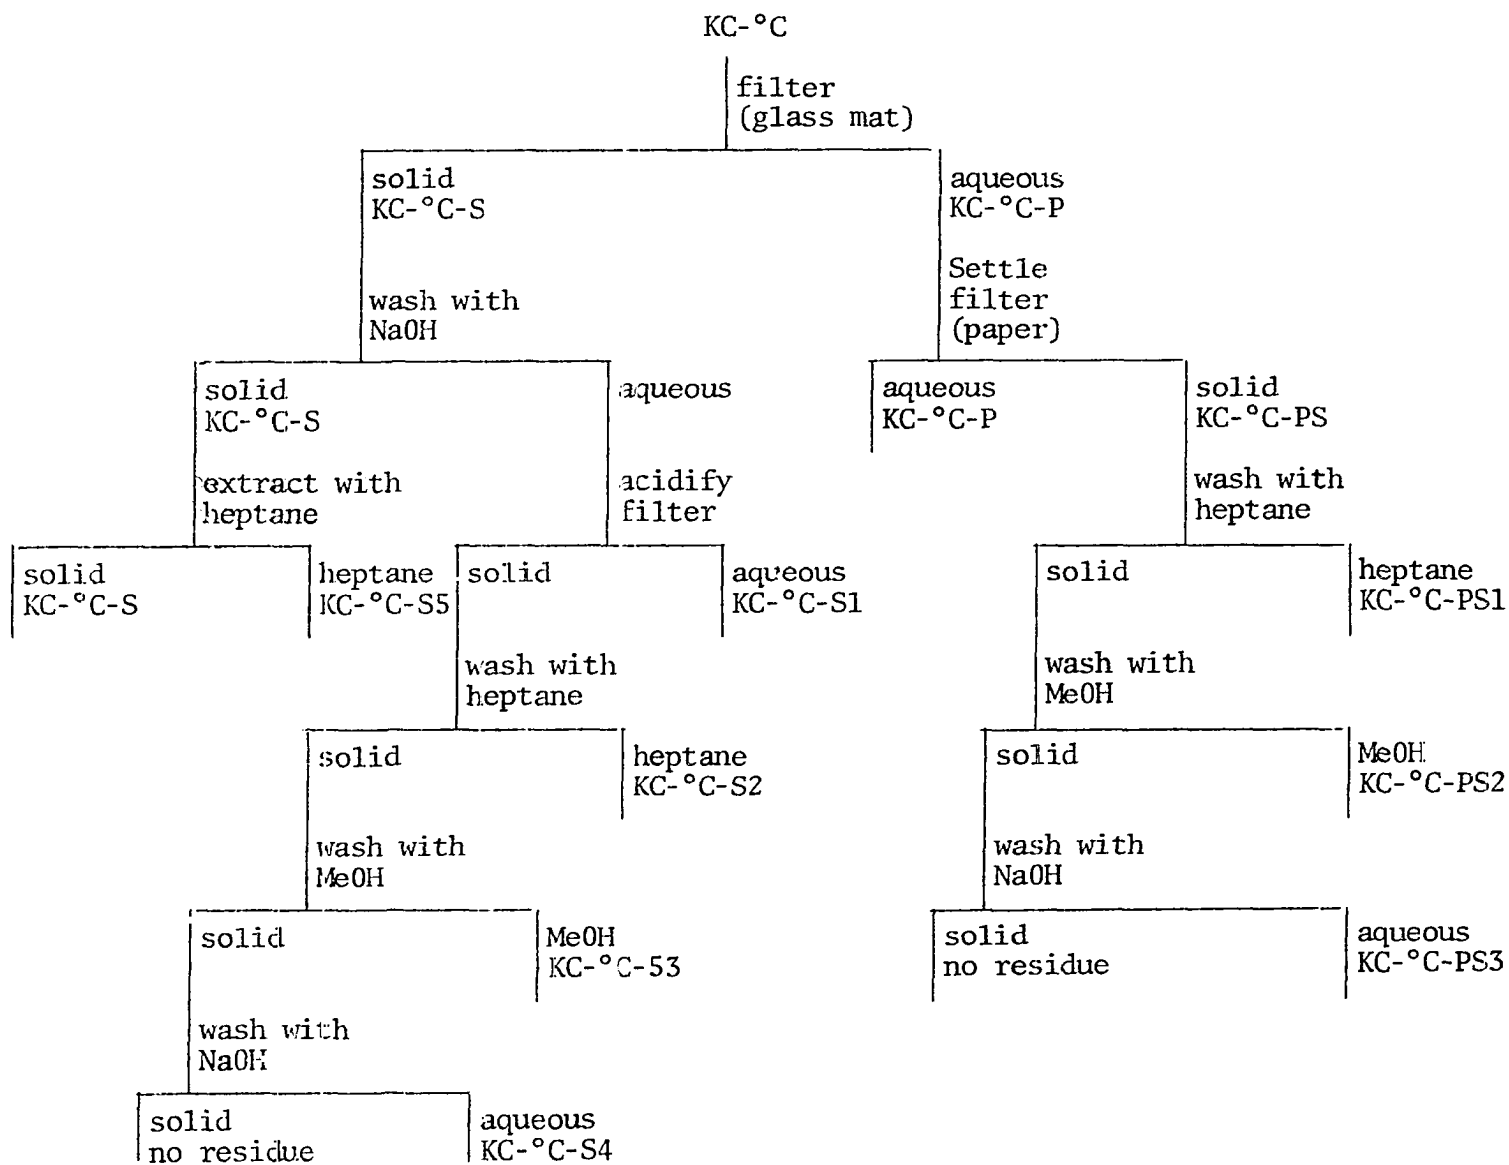 KC-°C
filter
(glass mat)
solid
KC-°C-S
aqueous
KC-°C-P
wash with
NaOH
Settle
filter
(paper)
solid
KC-°C-S
aqueous
aqueous
KC-°C-P
solid
KC-°C-PS
extract with
heptane
acidify
filter
wash with
heptane
solid
KC-°C-S
heptane
KC-°C-S5
solid
aqueous
KC-°C-S1
solid
heptane
KC-°C-PS1
wash with
heptane
wash with
MeOH
solid
heptane
KC-°C-S2
solid
MeOH
KC-°C-PS2
wash with
MeOH
wash with
NaOH
solid
MeOH
KC-°C-53
solid
no residue
aqueous
KC-°C-PS3
wash with
NaOH
solid
no residue
aqueous
KC-°C-S4